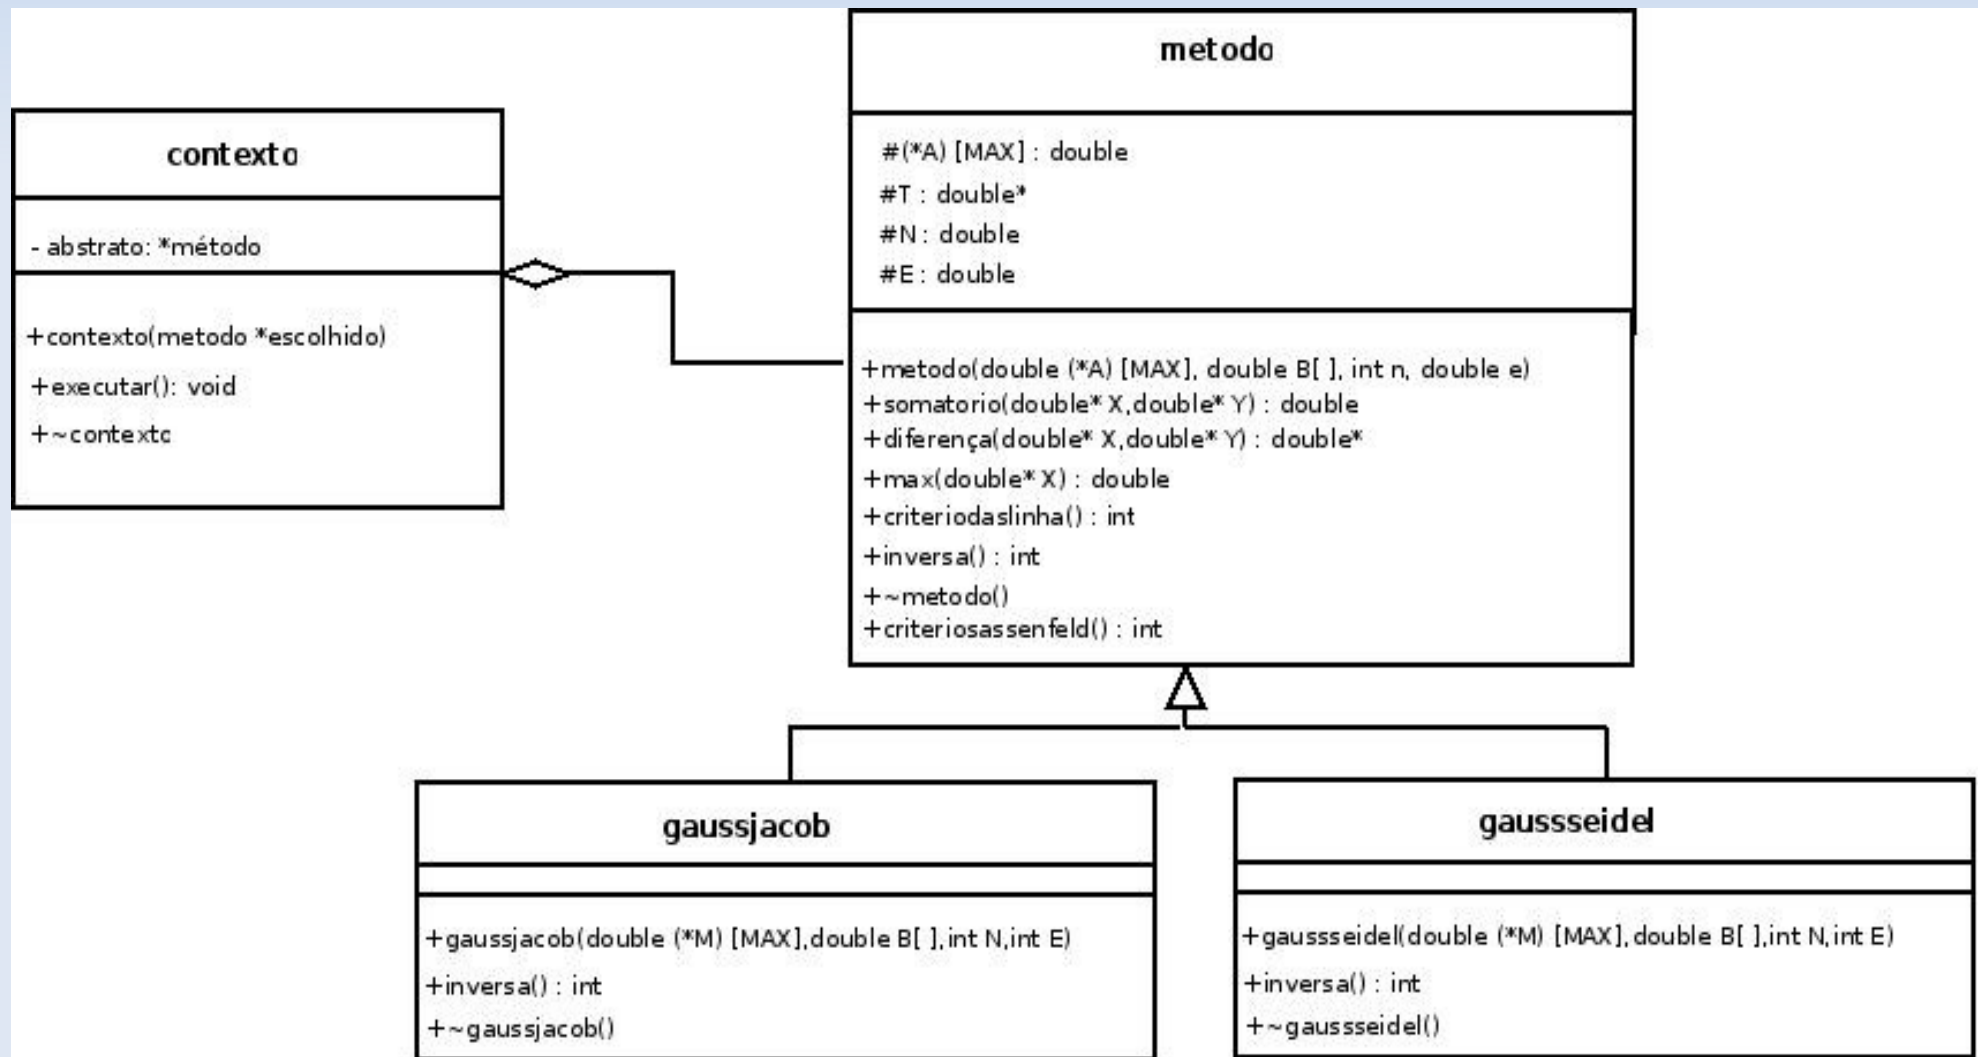 metodo
#(*A) [MAX] : double
#T : double*
#N : double
#E : double
+metodo(double (*A) [MAX], double B[ ], int n, double e)
+somatorio(double* X,double* Y) : double
+diferença(double* X,double* Y) : double*
+max(double* X) : double
+criteriodaslinha() : int
+inversa() : int
+~metodo()
+criteriosassenfeld() : int
contexto
- abstrato: *método
+contexto(metodo *escolhido)
+executar(): void
+~contexto
gaussjacob
+gaussjacob(double (*M) [MAX],double B[ ],int N,int E)
+inversa() : int
+~gaussjacob()
gaussseidel
+gaussseidel(double (*M) [MAX],double B[ ],int N,int E)
+inversa() : int
+~gaussseidel()